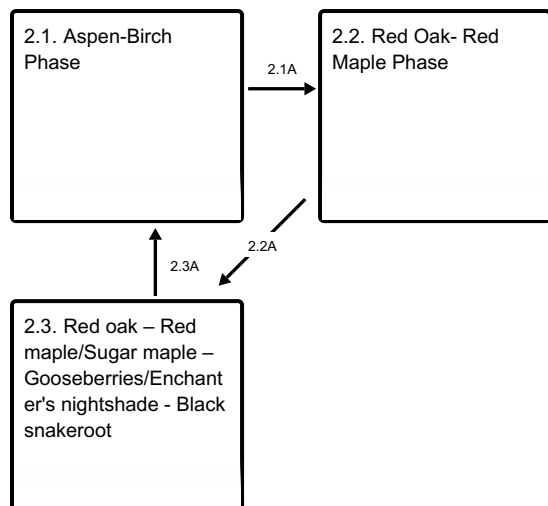 2.1. Aspen-Birch
Phase
2.1A
2.2. Red Oak- Red
Maple Phase
2.3A
2.2A
2.3. Red oak – Red
maple/Sugar maple –
Gooseberries/Enchant
er's nightshade - Black
snakeroot